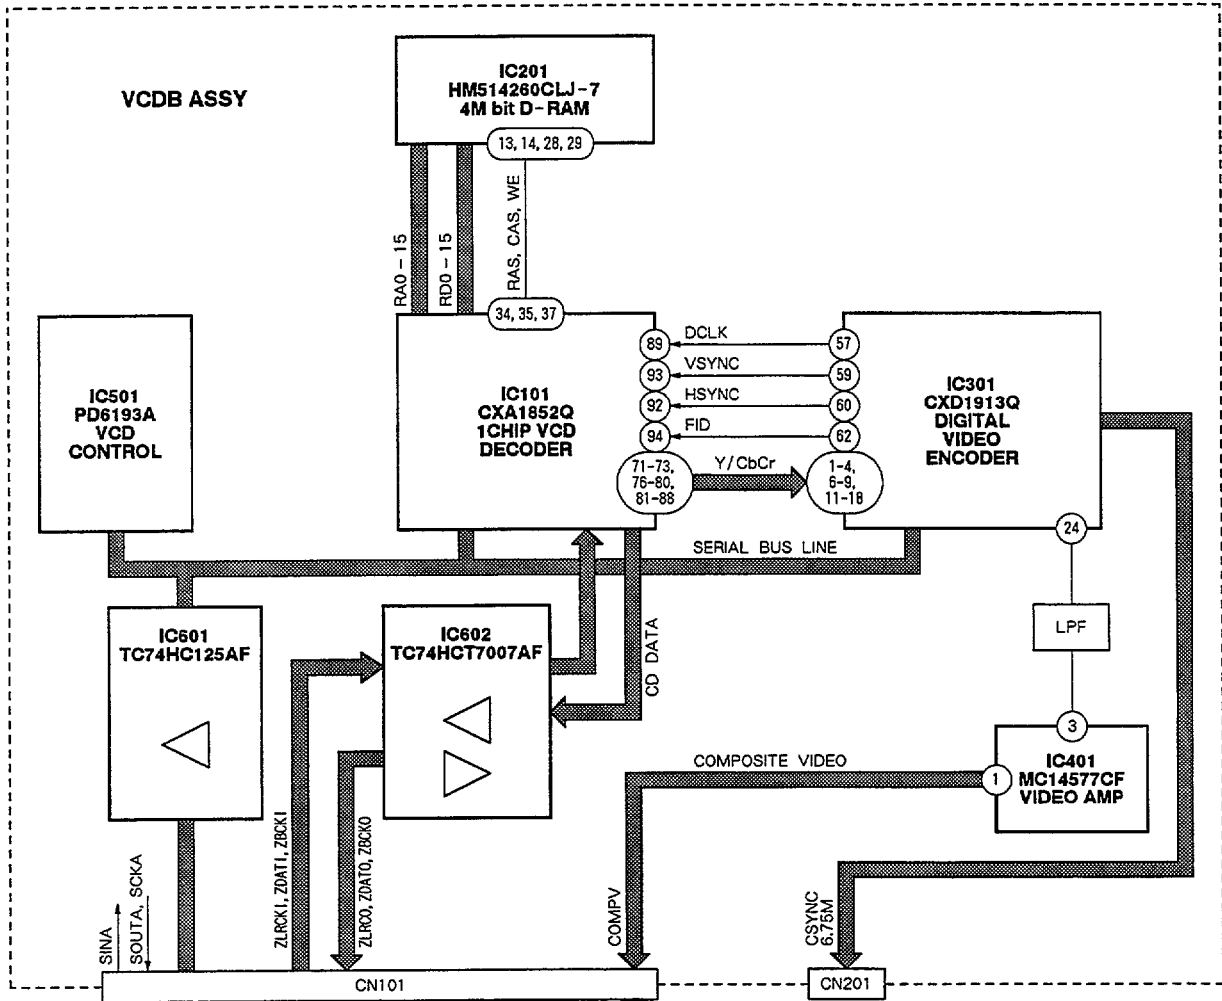 VCDB ASSY
IC201
HM514260CLJ-7
4M bit D-RAM
13, 14, 28, 29
RA0-15
RD0-15
RAS, CAS, WE
34, 35, 37
IC501
PD6193A
VCD
CONTROL
IC101
CXA1852Q
1CHIP VCD
DECODER
89
DCLK
57
93
VSYNC
59
92
HSYNC
60
94
FID
62
71-73,
76-80,
81-88
Y/CbCr
1-4,
6-9,
11-18
IC301
CXD1913Q
DIGITAL
VIDEO
ENCODER
24
SERIAL BUS LINE
LPF
IC601
TC74HC125AF
IC602
TC74HCT7007AF
CD DATA
3
IC401
MC14577CF
VIDEO AMP
1
COMPOSITE VIDEO
SINA
SOUTA, SCKA
ZLRCKI, ZDATI, ZBCKI
ZLRCO, ZDATO, ZBCKO
COMPV
CSYNC
6.75M
CN101
CN201